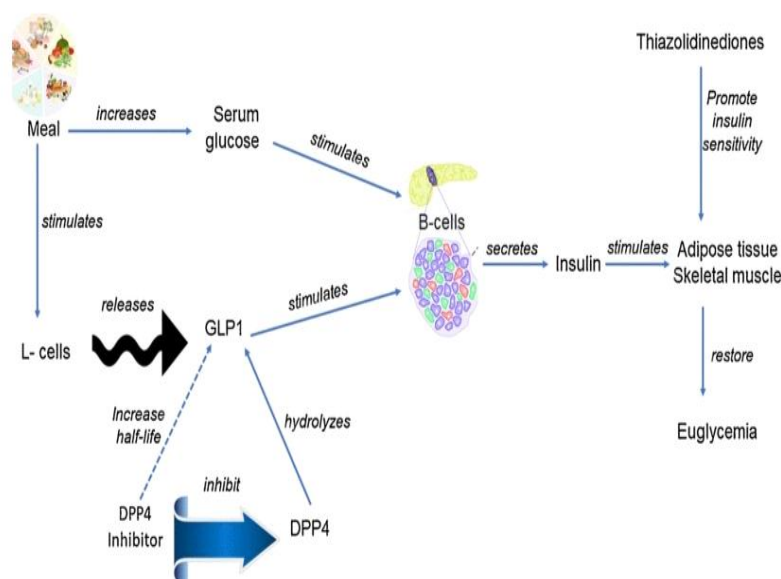 Thiazolidinediones
Meal
increases
Serum
glucose
stimulates
Promote
insulin
sensitivity
B-cells
stimulates
secretes
Insulin
stimulates
Adipose tissue
Skeletal muscle
L- cells
releases
GLP1
stimulates
restore
Euglycemia
Increase
half-life
hydrolyzes
DPP4
Inhibitor
inhibit
DPP4